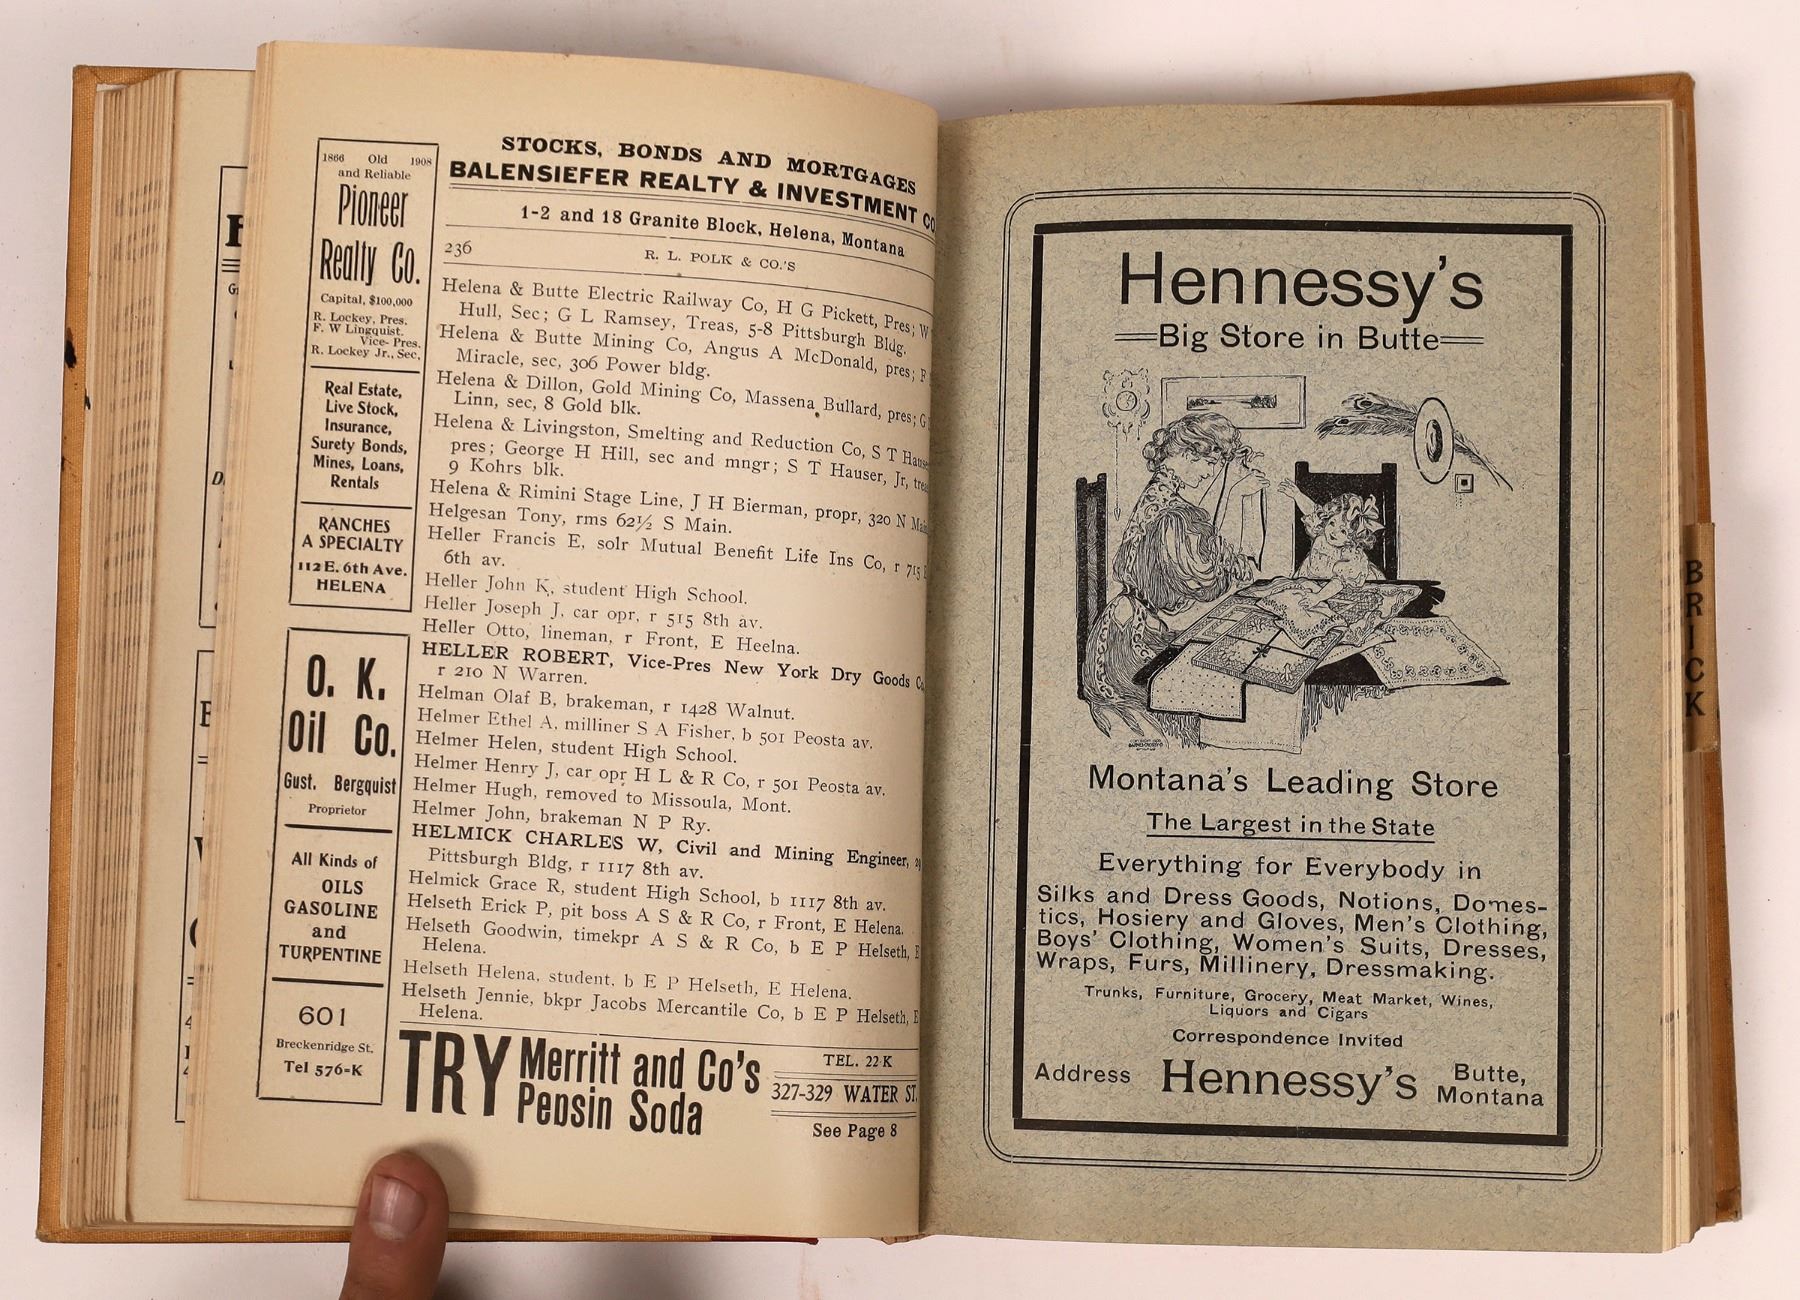 1866 Old 1908
and Reliable
Pioneer
Realty Co.
Capital, $100,000
R. Lockey, Pres.
F. W Lingquist.
Vice- Pres.
R. Lockey Jr., Sec.
Real Estate,
Live Stock,
Insurance,
Surety Bonds,
Mines, Loans,
Rentals
RANCHES
A SPECIALTY
112 E. 6th Ave.
HELENA
O. K.
Oil Co.
Gust. Bergquist
Proprietor
All Kinds of
OILS
GASOLINE
and
TURPENTINE
601
Breckenridge St.
Tel 576=K
STOCKS, BONDS AND MORTGAGES
BALENSIEFER REALTY & INVESTMENT CO
1-2 and 18 Granite Block, Helena, Montana
236 R. L. POLK & CO.'S
Helena & Butte Electric Railway Co, H G Pickett, Pres; W
Hull, Sec; G L Ramsey, Treas, 5-8 Pittsburgh Bldg.
Helena & Butte Mining Co, Angus A McDonald, pres; F
Miracle, sec, 306 Power bldg.
Helena & Dillon, Gold Mining Co, Massena Bullard, pres; G
Linn, sec, 8 Gold blk.
Helena & Livingston, Smelting and Reduction Co, S T Haus
pres; George H Hill, sec and mngr; S T Hauser, Jr, trea
9 Kohrs blk.
Helena & Rimini Stage Line, J H Bierman, propr, 320 N Main
Helgesan Tony, rms 62½ S Main.
Heller Francis E, solr Mutual Benefit Life Ins Co, r 715
6th av.
Heller John K, student High School.
Heller Joseph J, car opr, r 515 8th av.
Heller Otto, lineman, r Front, E Heelna.
HELLER ROBERT, Vice-Pres New York Dry Goods C
r 210 N Warren.
Helman Olaf B, brakeman, r 1428 Walnut.
Helmer Ethel A, milliner S A Fisher, b 501 Peosta av.
Helmer Helen, student High School.
Helmer Henry J, car opr H L & R Co, r 501 Peosta av.
Helmer Hugh, removed to Missoula, Mont.
Helmer John, brakeman N P Ry.
HELMICK CHARLES W, Civil and Mining Engineer,
Pittsburgh Bldg, r 1117 8th av.
Helmick Grace R, student High School, b 1117 8th av.
Helseth Erick P, pit boss A S & R Co, r Front, E Helena.
Helseth Goodwin, timekpr A S & R Co, b E P Helseth, E
Helena.
Helseth Helena, student, b E P Helseth, E Helena.
Helseth Jennie, bkpr Jacobs Mercantile Co, b E P Helseth, E
Helena.
TRY Merritt and Co's
Pepsin Soda
TEL. 22-K
327-329 WATER ST.
See Page 8
Hennessy's
Big Store in Butte
Montana's Leading Store
The Largest in the State
Everything for Everybody in
Silks and Dress Goods, Notions, Domes-
tics, Hosiery and Gloves, Men's Clothing,
Boys' Clothing, Women's Suits, Dresses,
Wraps, Furs, Millinery, Dressmaking.
Trunks, Furniture, Grocery, Meat Market, Wines,
Liquors and Cigars
Correspondence Invited
Address Hennessy's Butte,
Montana
BRICK